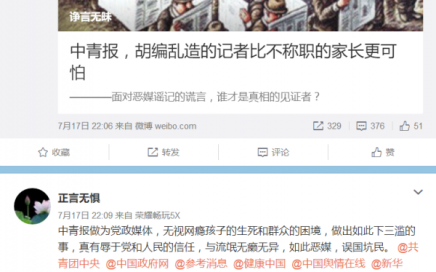 诤言无昧
中青报，胡编乱造的记者比不称职的家长更可
怕
————面对恶媒谣记的谎言，谁才是真相的见证者？
7月17日 22:06 来自 微博 weibo.com
329
376
51
收藏
转发
评论
赞
正言无惧
7月17日 22:09 来自 荣耀畅玩5X
中青报做为党政媒体，无视网瘾孩子的生死和群众的困境，做出如此下三滥的
事，真有辱于党和人民的信任，与流氓无癜无异，如此恶媒，误国坑民。@共
青团中央 @中国政府网 @参考消息 @健康中国 @中国舆情在线 @新华